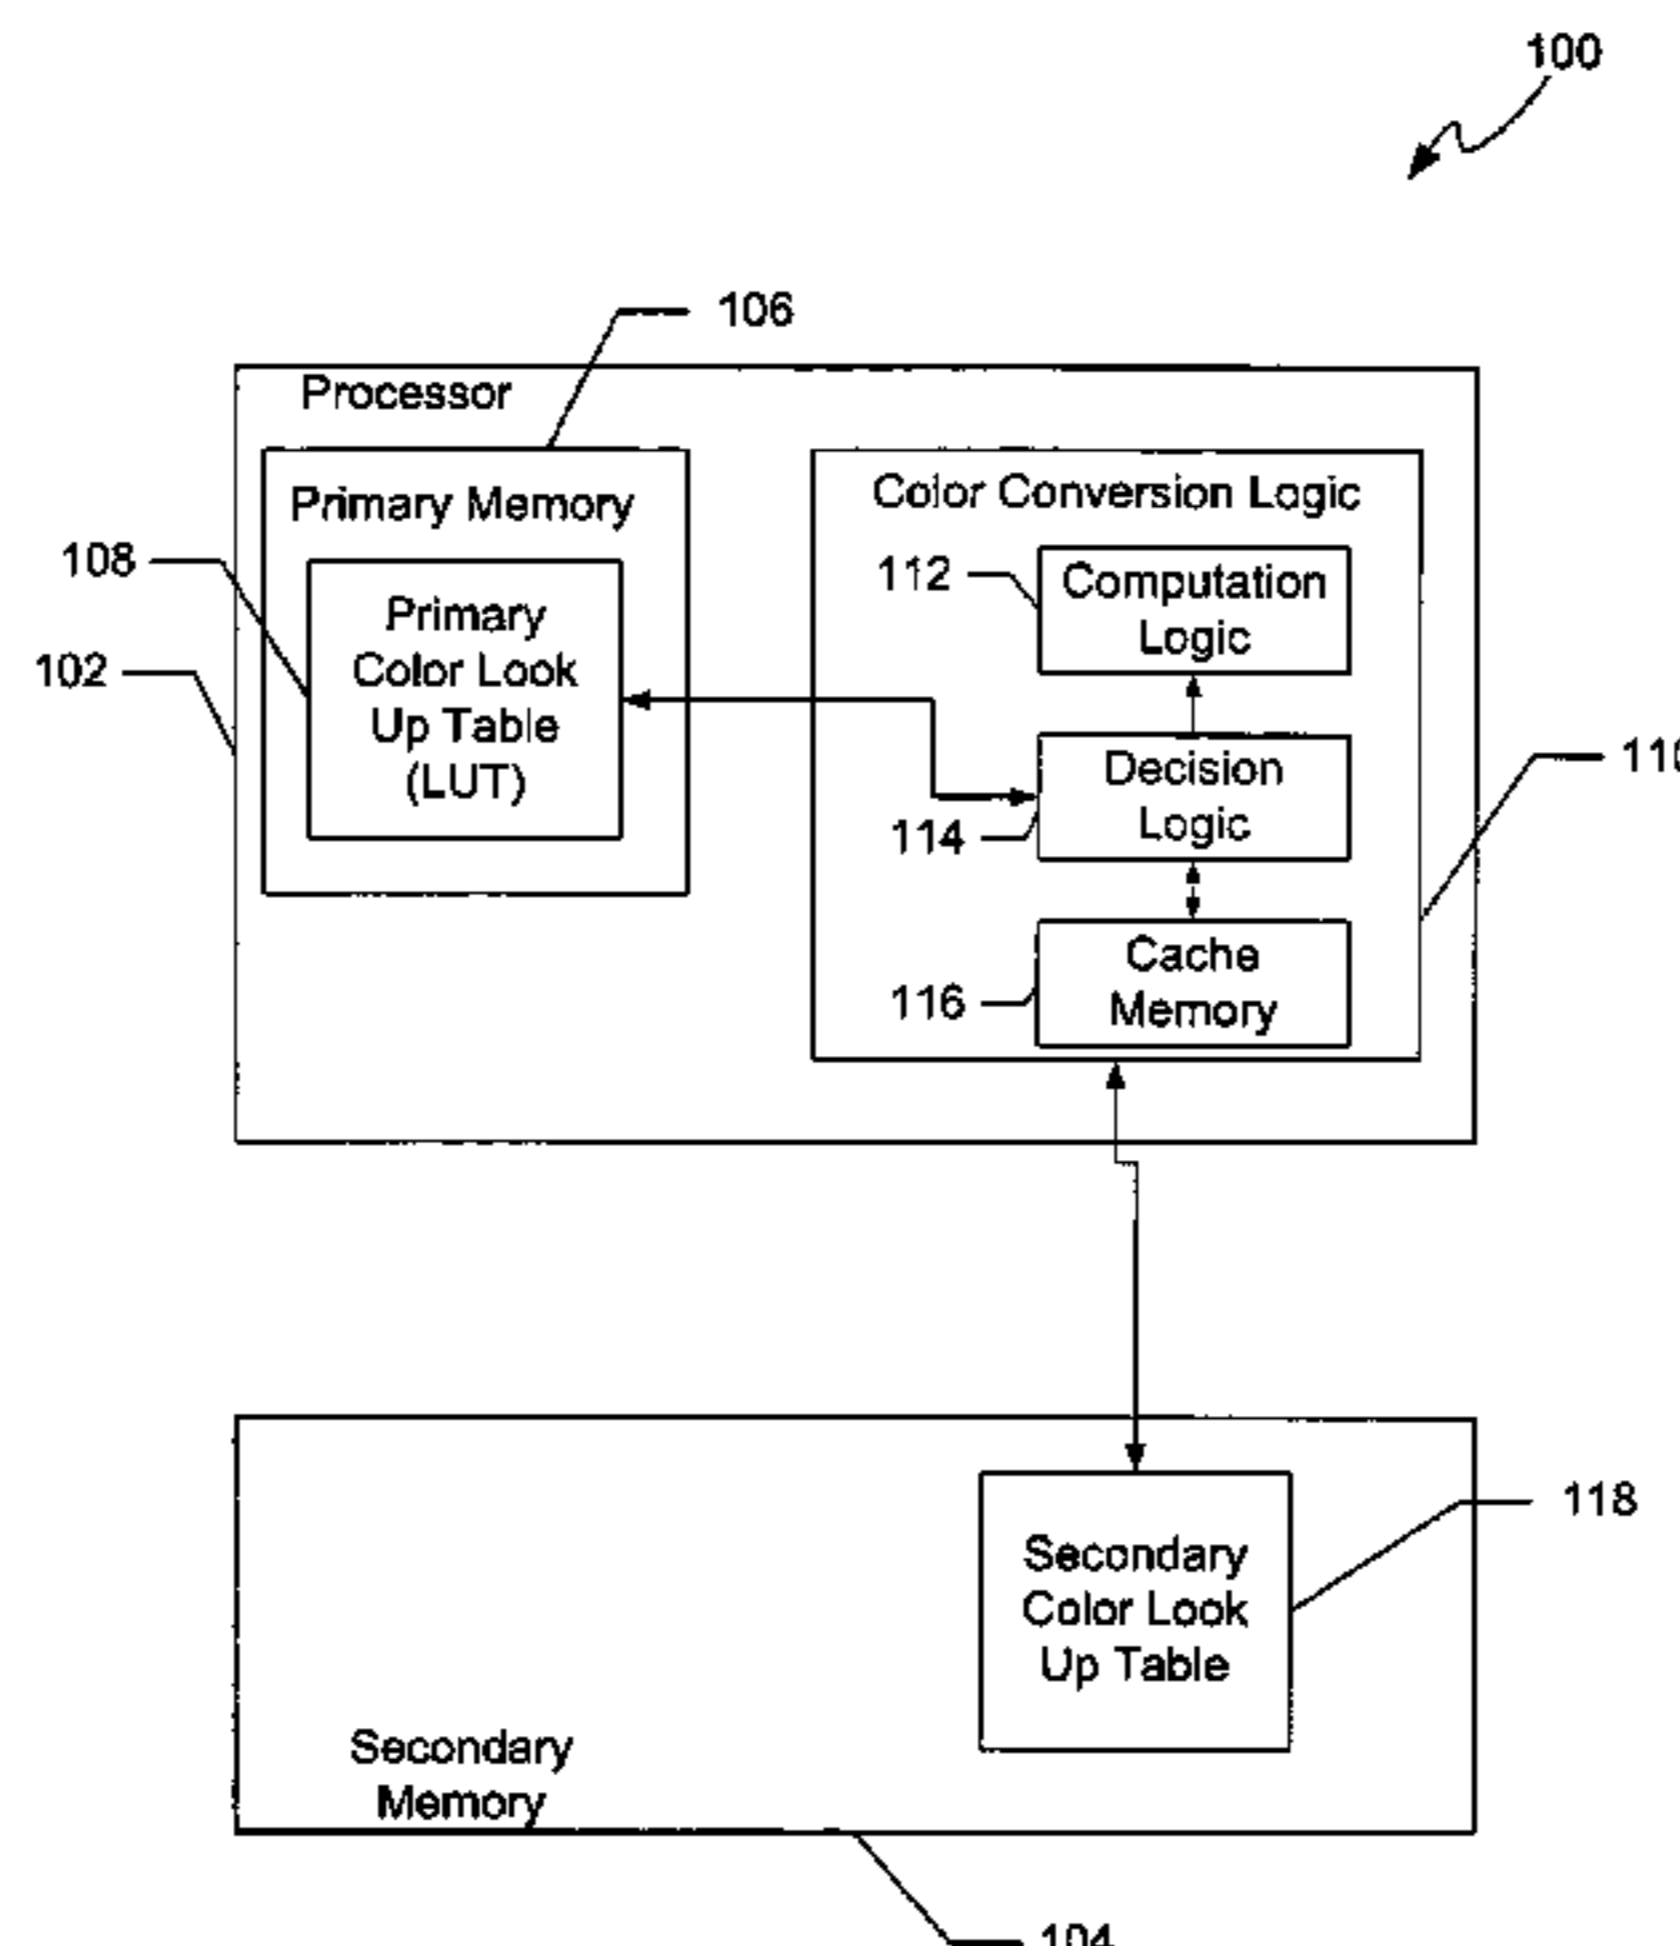 100
106
Processor
Primary Memory
Color Conversion Logic
108
112
Computation
Logic
Primary
Color Look
Up Table
(LUT)
102
Decision
Logic
110
114
Cache
Memory
116
118
Secondary
Color Look
Up Table
Secondary
Memory
104